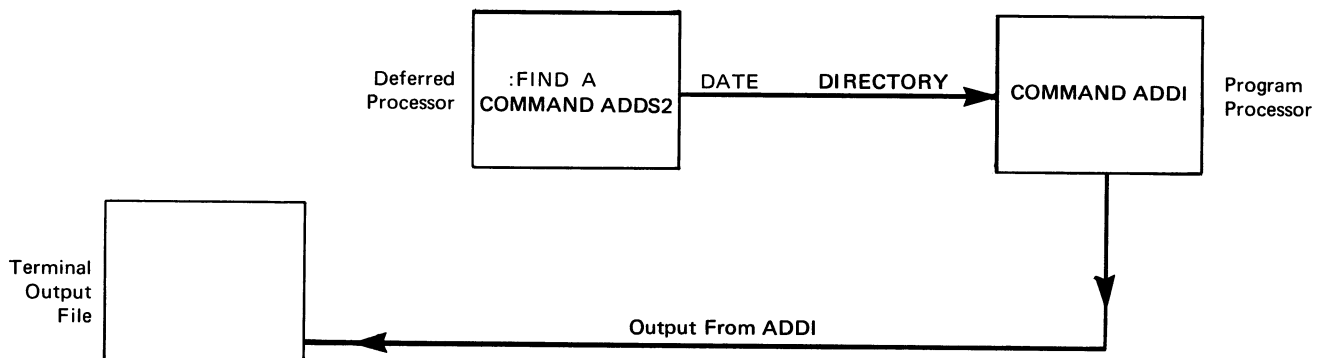 Deferred
Processor
:FIND A
COMMAND ADDS2
DATE DIRECTORY
COMMAND ADDI
Program
Processor
Terminal
Output
File
Output From ADDI